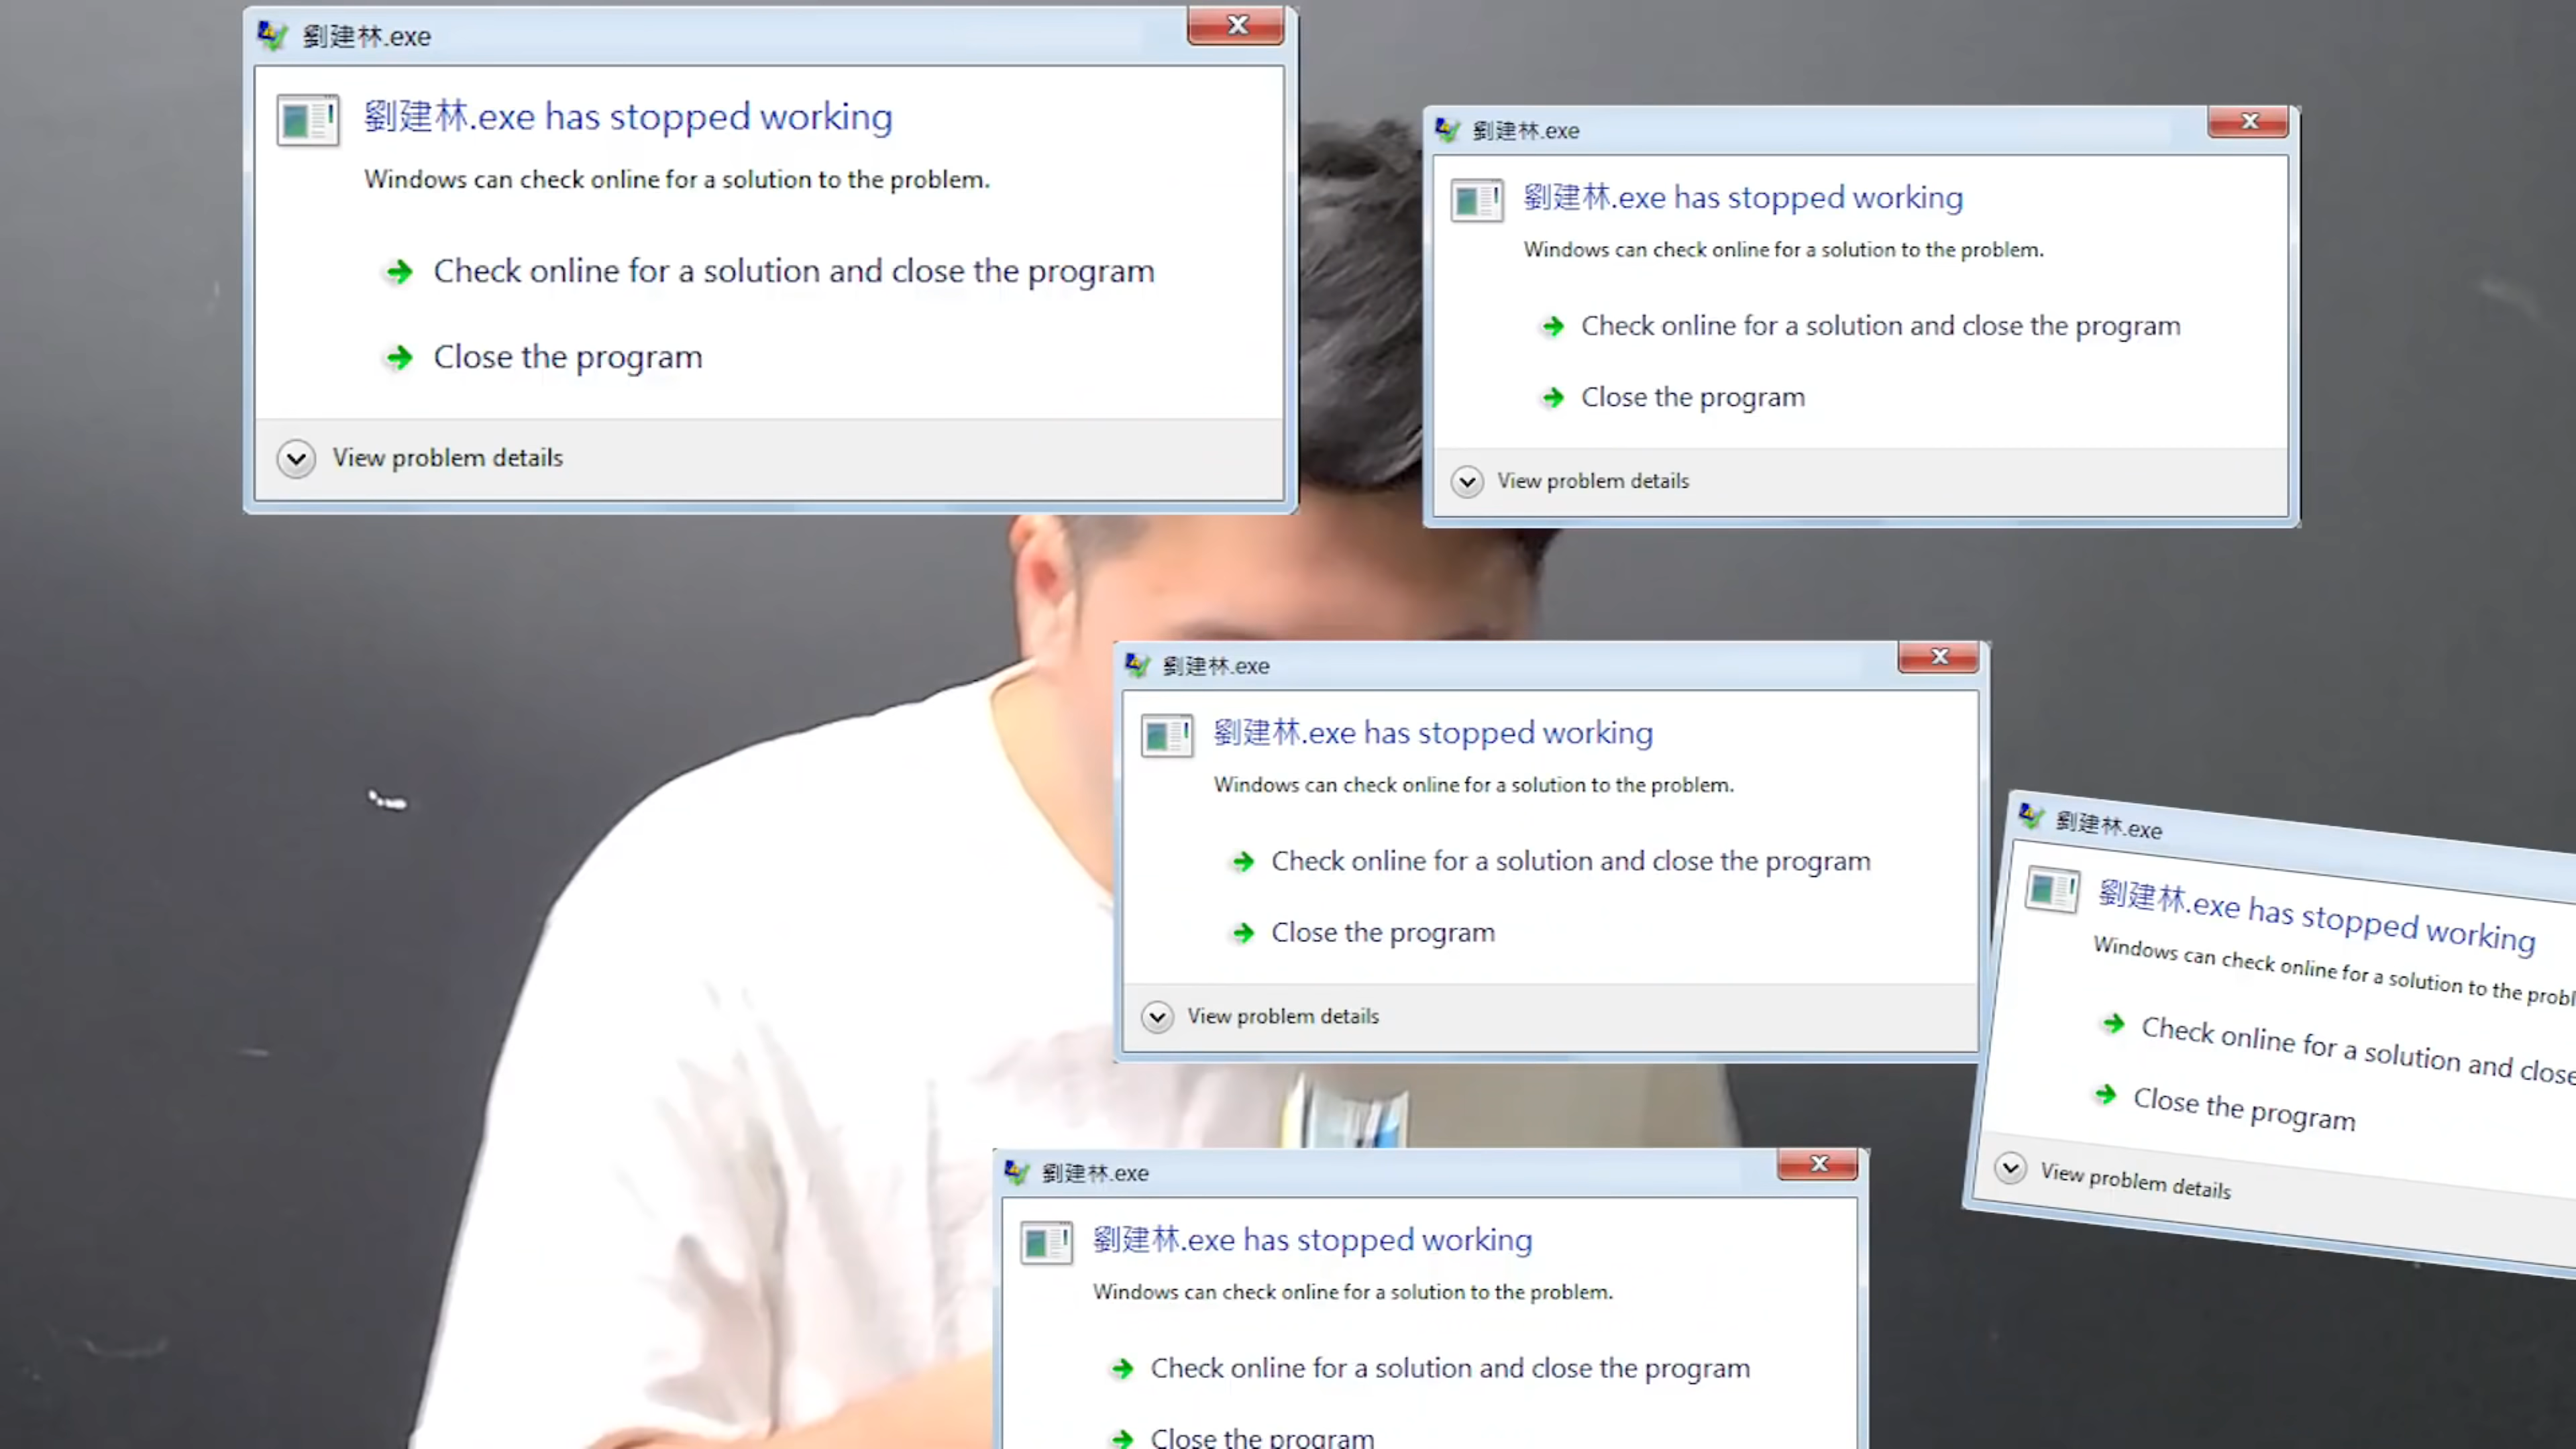 劉建林.exe
劉建林.exe has stopped working
Windows can check online for a solution to the problem.
Check online for a solution and close the program
Close the program
View problem details
劉建林.exe
劉建林.exe has stopped working
Windows can check online for a solution to the problem.
Check online for a solution and close the program
Close the program
View problem details
劉建林.exe
劉建林.exe has stopped working
Windows can check online for a solution to the problem.
Check online for a solution and close the program
Close the program
View problem details
劉建林.exe
劉建林.exe has stopped working
Windows can check online for a solution to the probl
Check online for a solution and close
Close the program
View problem details
劉建林.exe
劉建林.exe has stopped working
Windows can check online for a solution to the problem.
Check online for a solution and close the program
Close the program